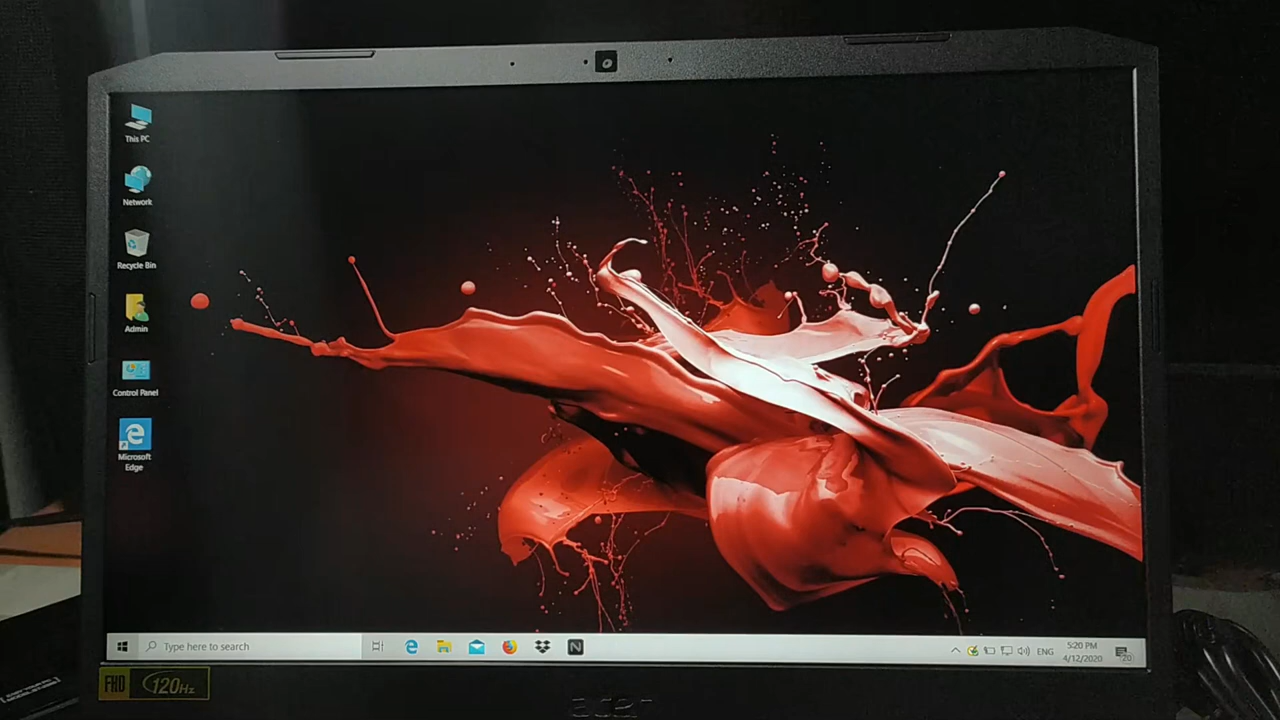 This PC
Network
Recycle Bin
Admin
Control Panel
Microsoft
Edge
Type here to search
N
ENG
5:20 PM
4/12/2020
20
FHD
120Hz
acer